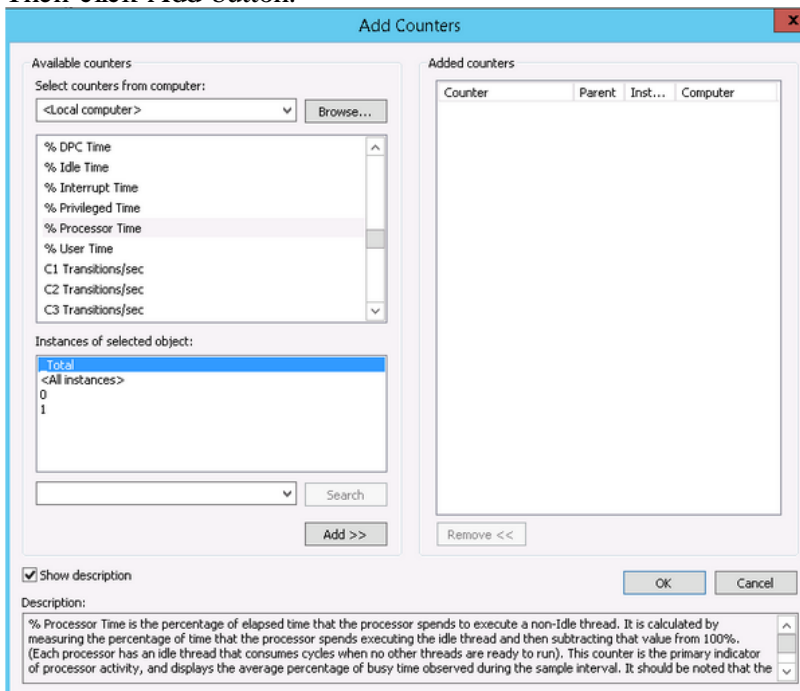 Then click Add button.
Add Counters
x
Available counters
Select counters from computer:
<Local computer>
Browse...
% DPC Time
% Idle Time
% Interrupt Time
% Privileged Time
% Processor Time
% User Time
C1 Transitions/sec
C2 Transitions/sec
C3 Transitions/sec
Instances of selected object:
_Total
<All instances>
0
1
Search
Add >>
Added counters
Counter Parent Inst... Computer
Remove <<
Show description
OK Cancel
Description:
% Processor Time is the percentage of elapsed time that the processor spends to execute a non-Idle thread. It is calculated by
measuring the percentage of time that the processor spends executing the idle thread and then subtracting that value from 100%.
(Each processor has an idle thread that consumes cycles when no other threads are ready to run). This counter is the primary indicator
of processor activity, and displays the average percentage of busy time observed during the sample interval. It should be noted that the